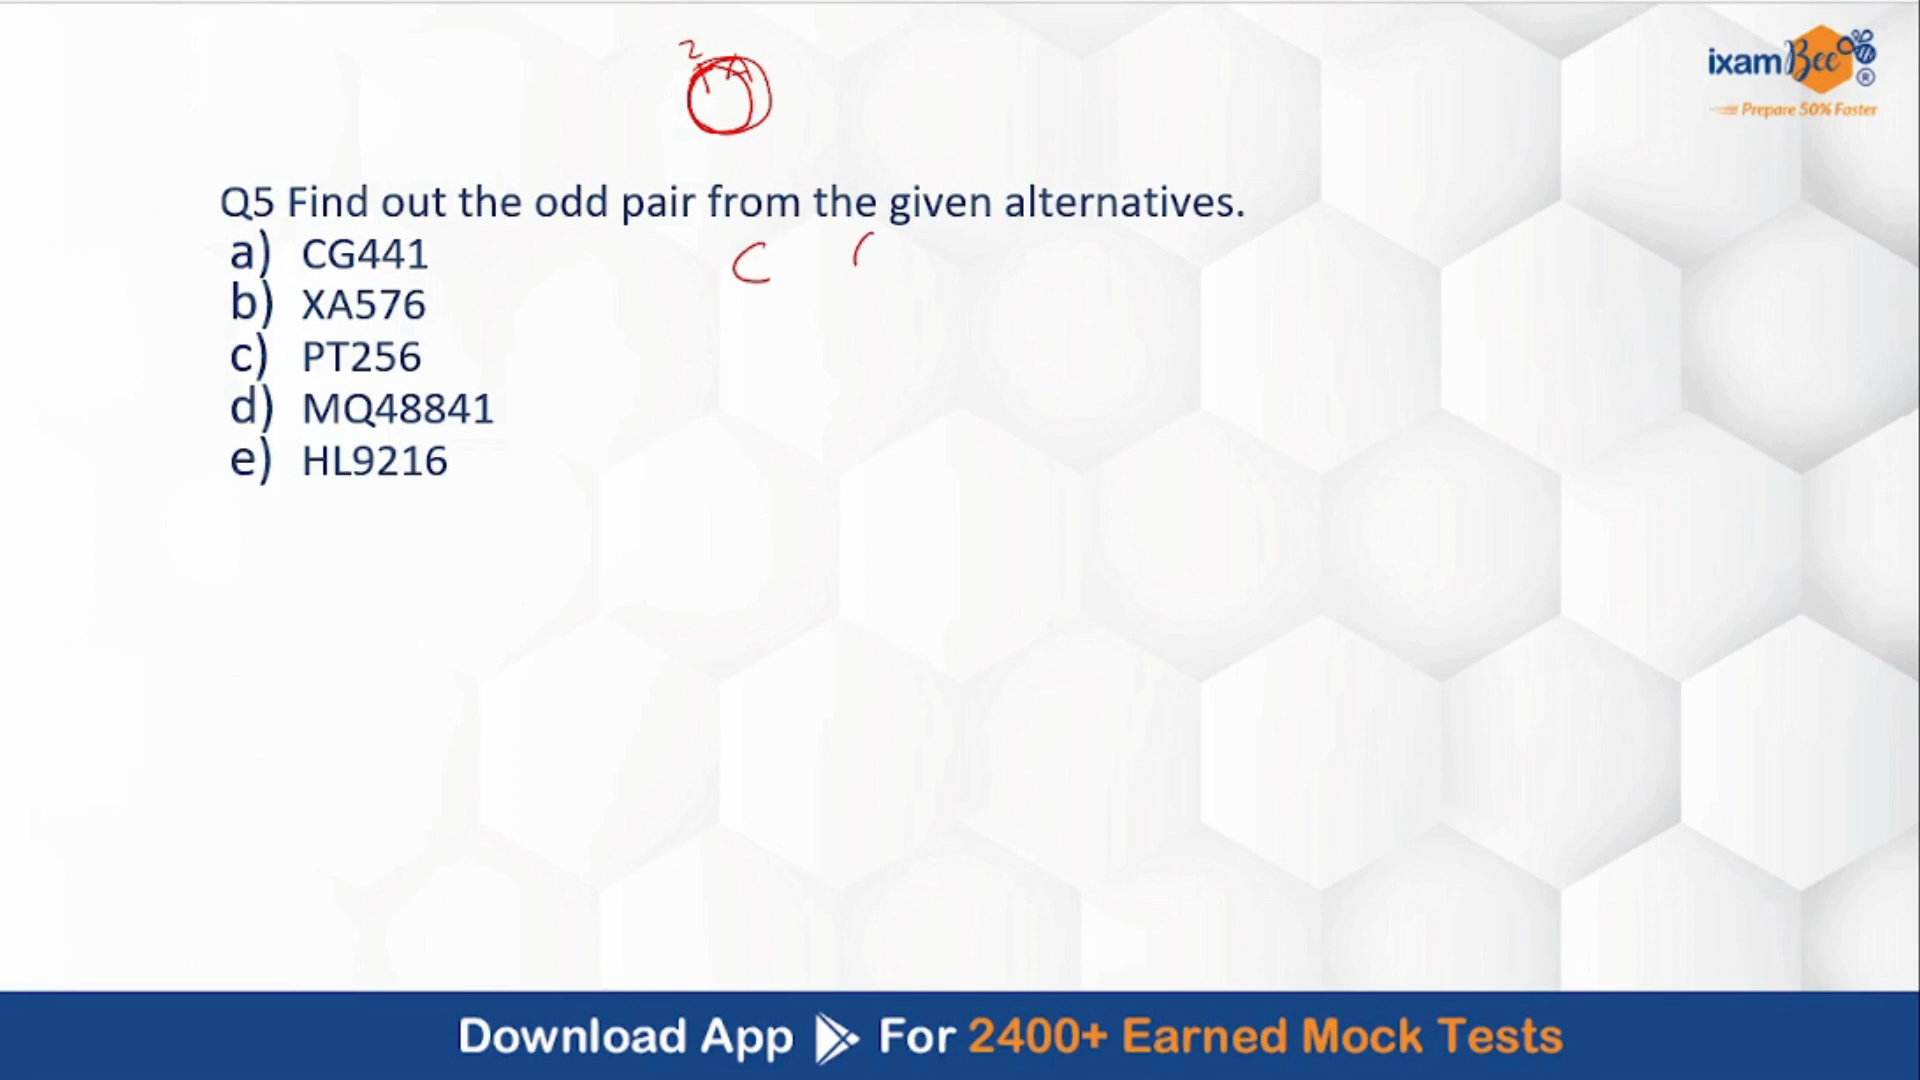 ixamBee®
Prepare 50% Faster
2
Q5 Find out the odd pair from the given alternatives.
a) CG441
b) XA576
c) PT256
d) MQ48841
e) HL9216
C
Download App For 2400+ Earned Mock Tests